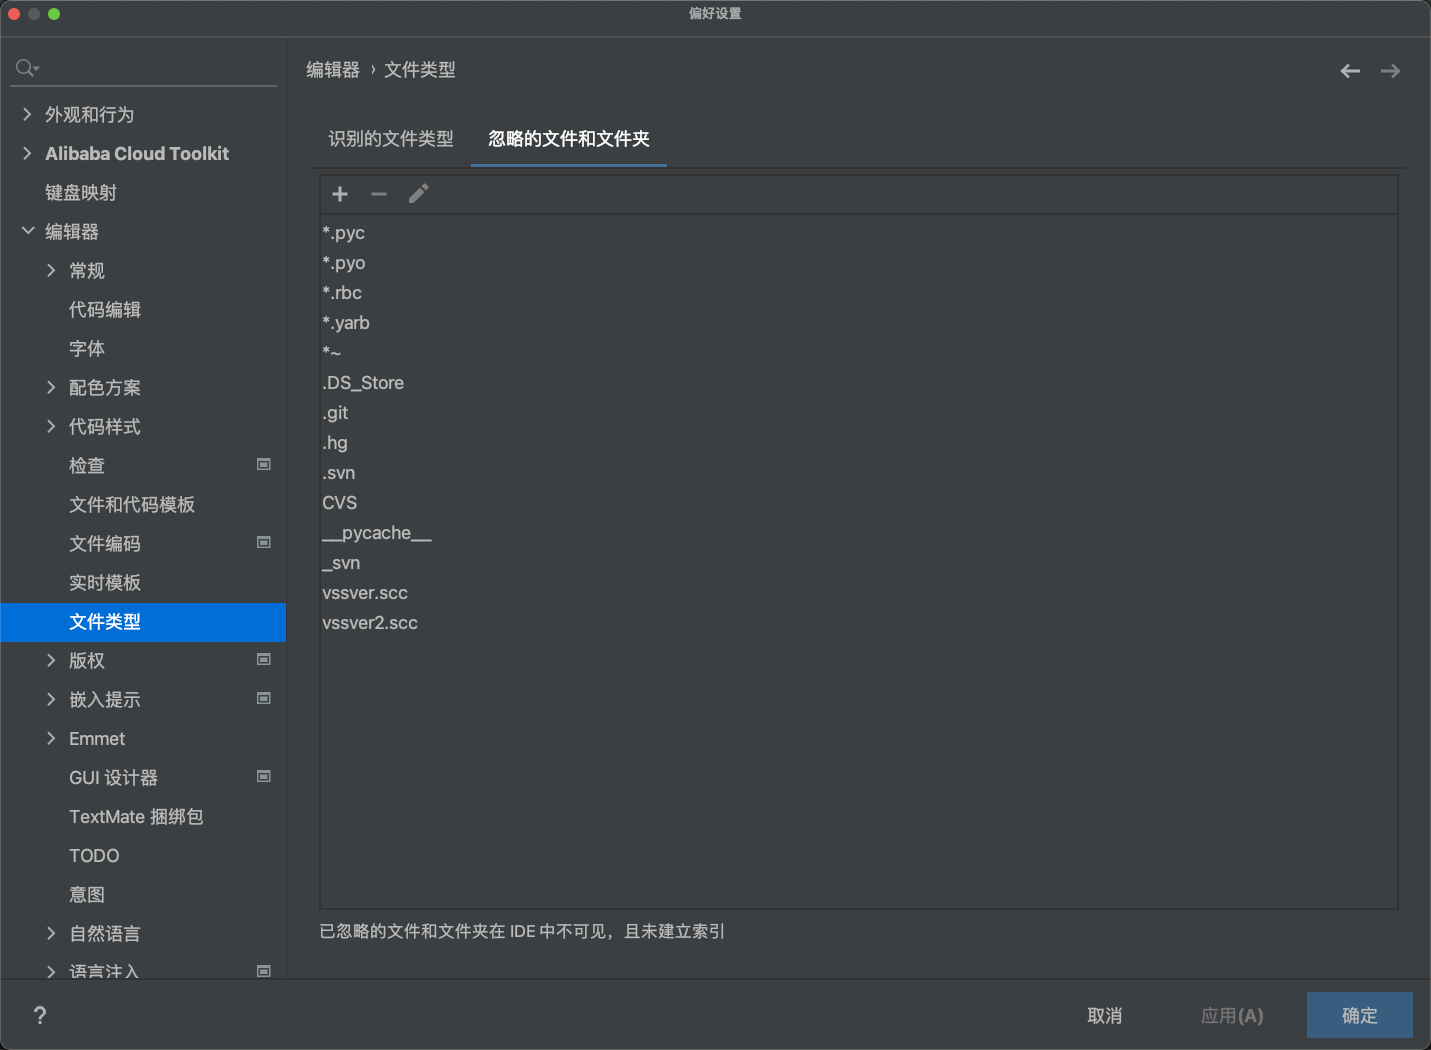 偏好设置
外观和行为
Alibaba Cloud Toolkit
键盘映射
编辑器
常规
代码编辑
字体
配色方案
代码样式
检查
文件和代码模板
文件编码
实时模板
文件类型
版权
嵌入提示
Emmet
GUI 设计器
TextMate 捆绑包
TODO
意图
自然语言
语言注入
编辑器 › 文件类型
识别的文件类型
忽略的文件和文件夹
*.pyc
*.pyo
*.rbc
*.yarb
*~
.DS_Store
.git
.hg
.svn
CVS
__pycache__
_svn
vssver.scc
vssver2.scc
已忽略的文件和文件夹在 IDE 中不可见，且未建立索引
?
取消
应用(A)
确定